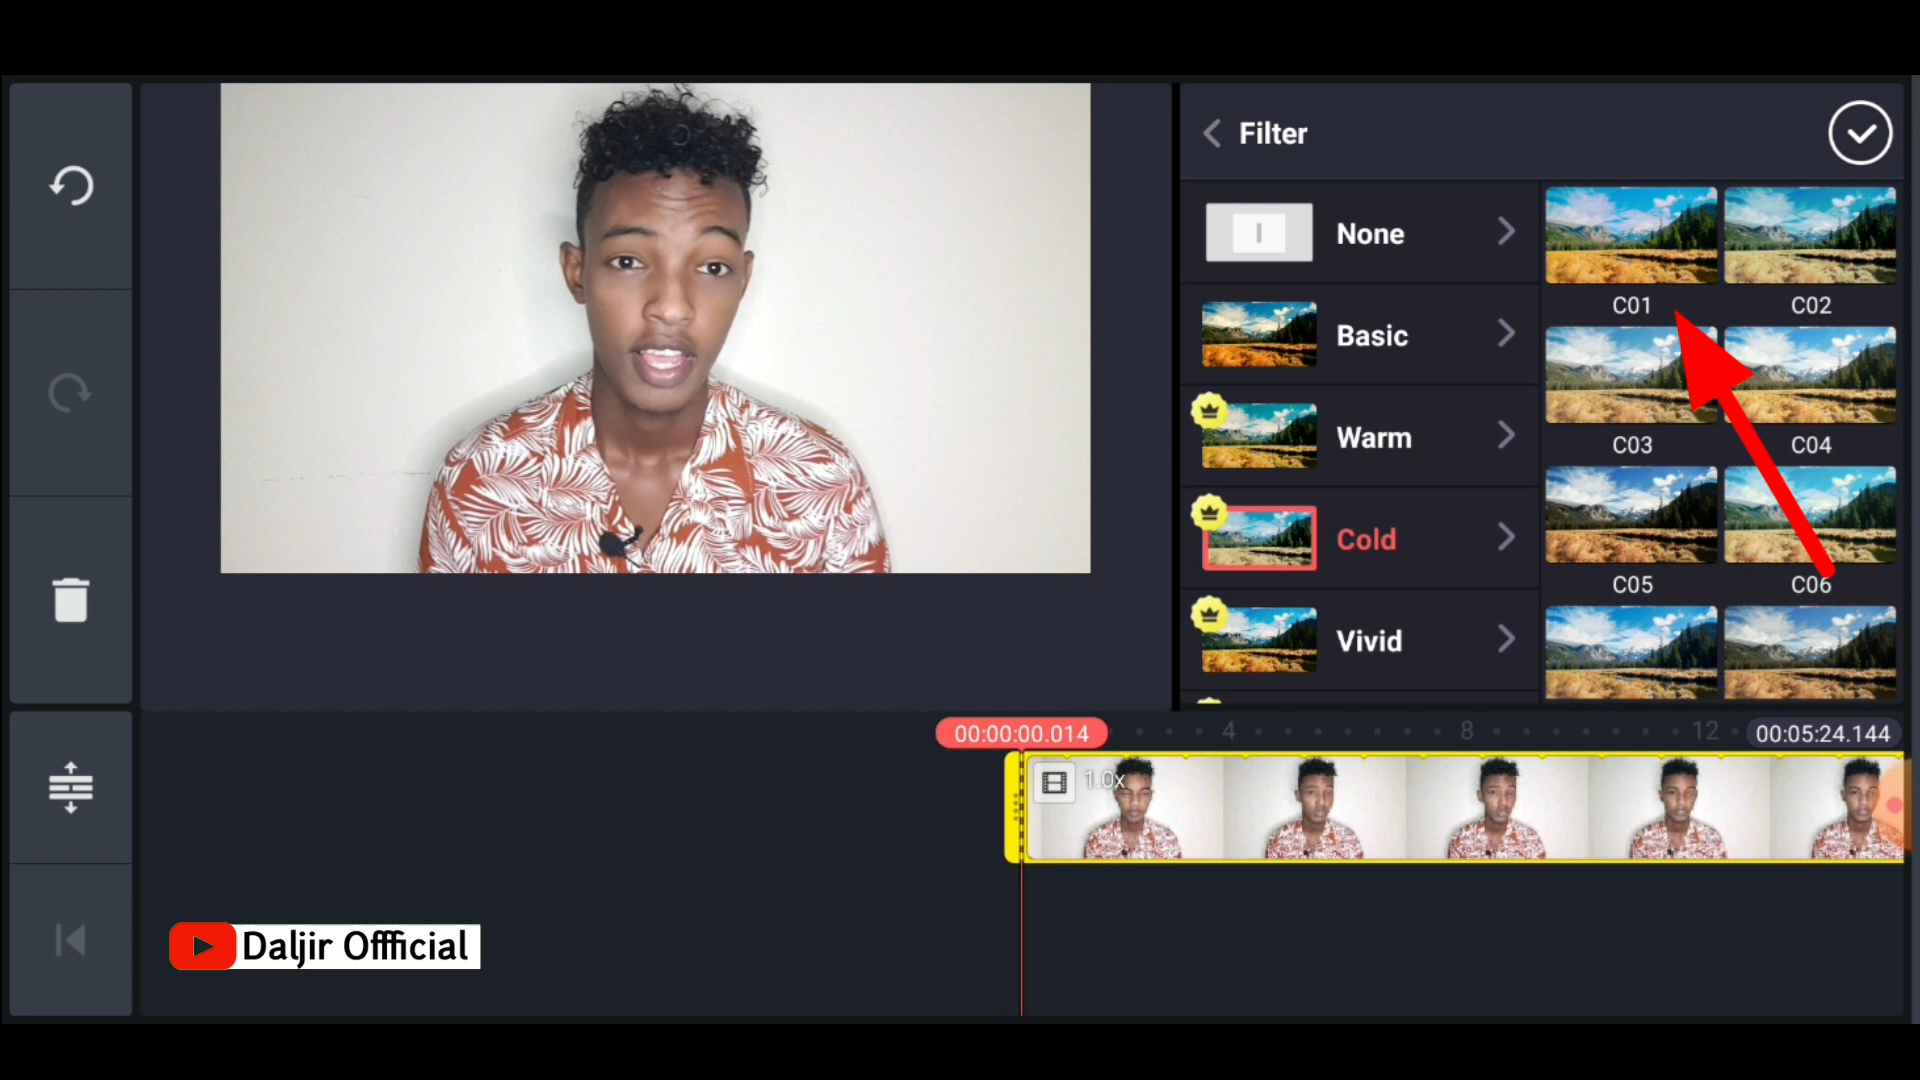 Filter
None
Basic
Warm
Cold
Vivid
C01
C02
C03
C04
C05
C06
00:00:00.014
4
8
12
00:05:24.144
1.0x
Daljir Offficial